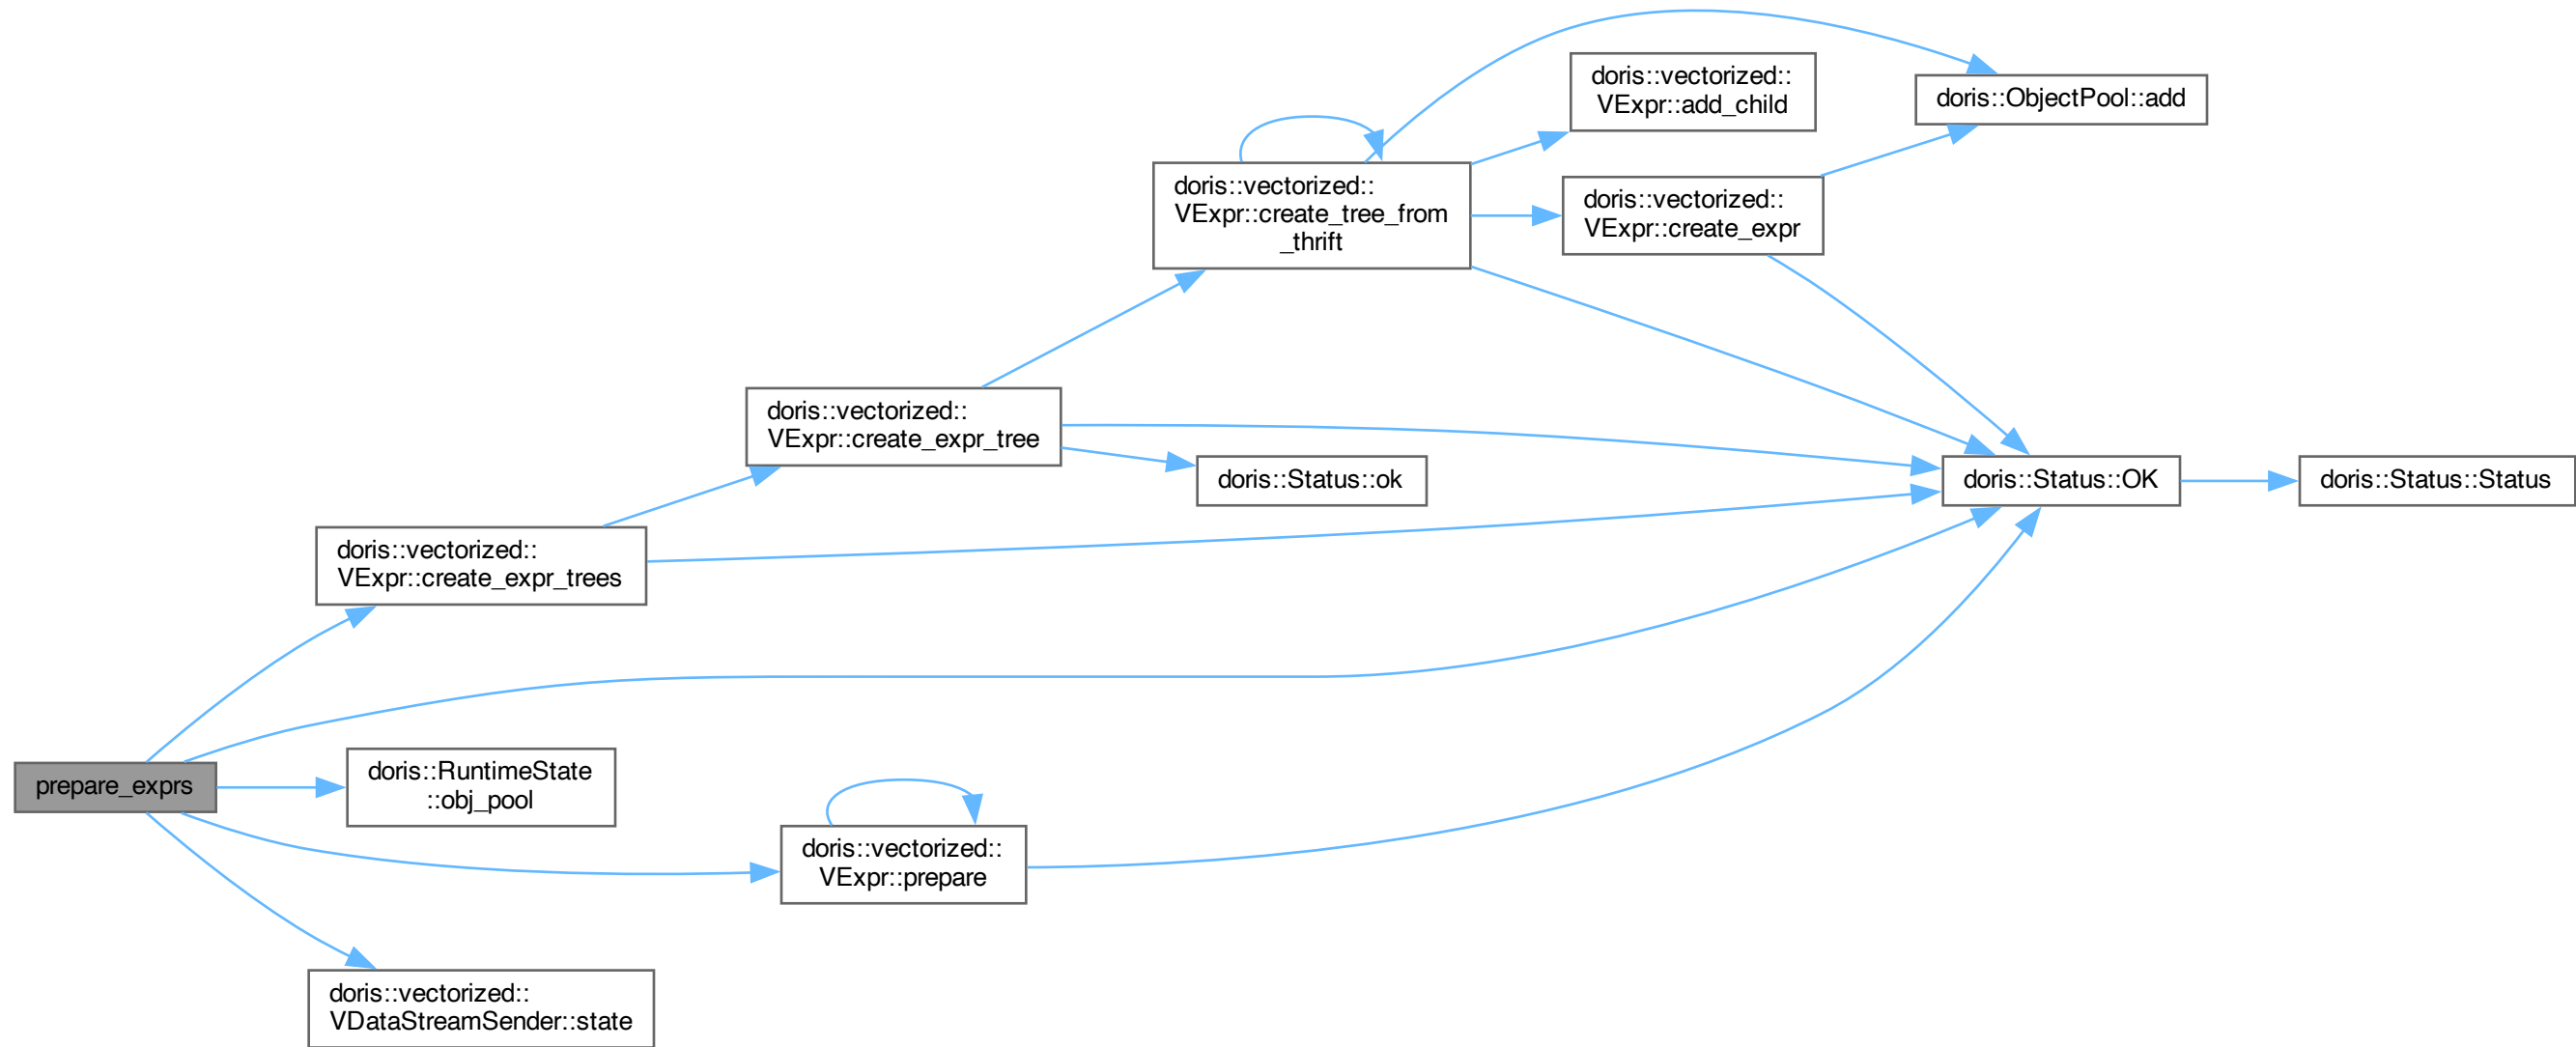 prepare_exprs
doris::vectorized::
VExpr::create_expr_trees
doris::RuntimeState
::obj_pool
doris::vectorized::
VDataStreamSender::state
doris::vectorized::
VExpr::create_expr_tree
doris::vectorized::
VExpr::prepare
doris::vectorized::
VExpr::create_tree_from
_thrift
doris::Status::ok
doris::vectorized::
VExpr::add_child
doris::vectorized::
VExpr::create_expr
doris::ObjectPool::add
doris::Status::OK
doris::Status::Status